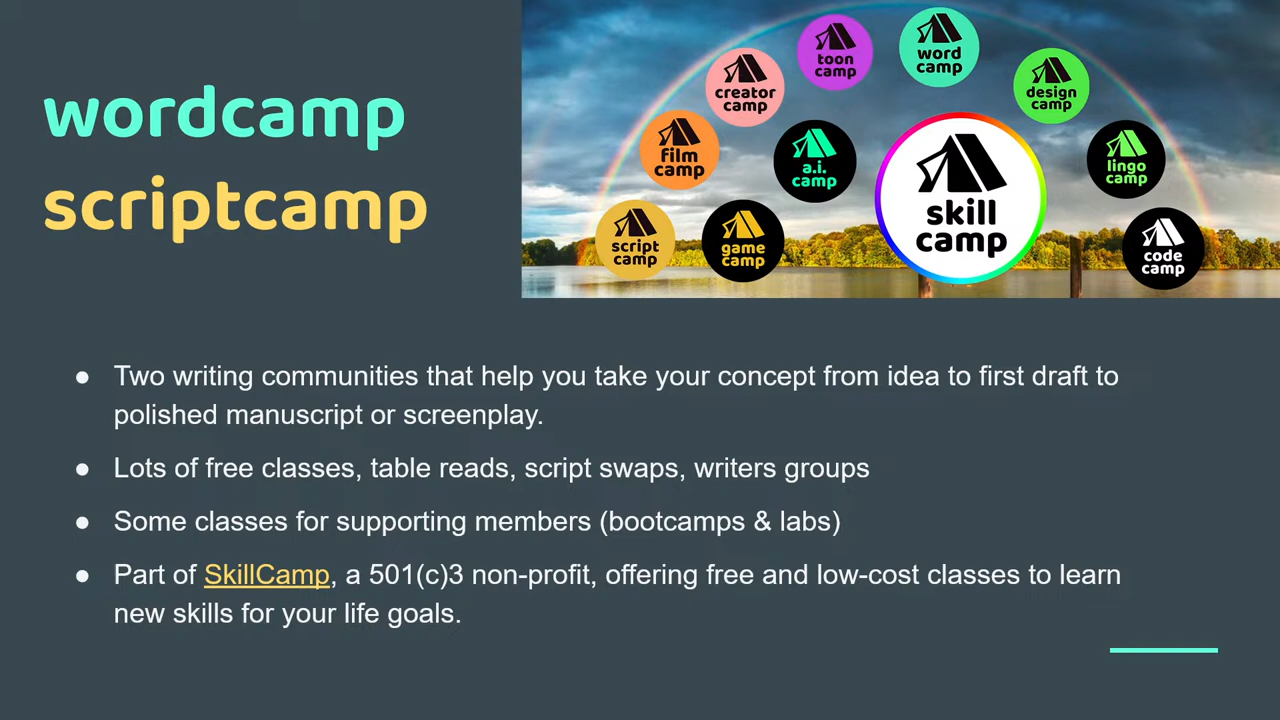 wordcamp
scriptcamp
toon
camp
word
camp
creator
camp
design
camp
film
camp
a.i.
camp
skill
camp
lingo
camp
script
camp
game
camp
code
camp
● Two writing communities that help you take your concept from idea to first draft to
polished manuscript or screenplay.
● Lots of free classes, table reads, script swaps, writers groups
● Some classes for supporting members (bootcamps & labs)
● Part of SkillCamp, a 501(c)3 non-profit, offering free and low-cost classes to learn
new skills for your life goals.